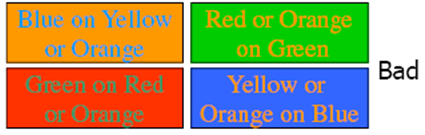 Blue on Yellow
or Orange
Red or Orange
on Green
Green on Red
or Orange
Yellow or
Orange on Blue
Bad